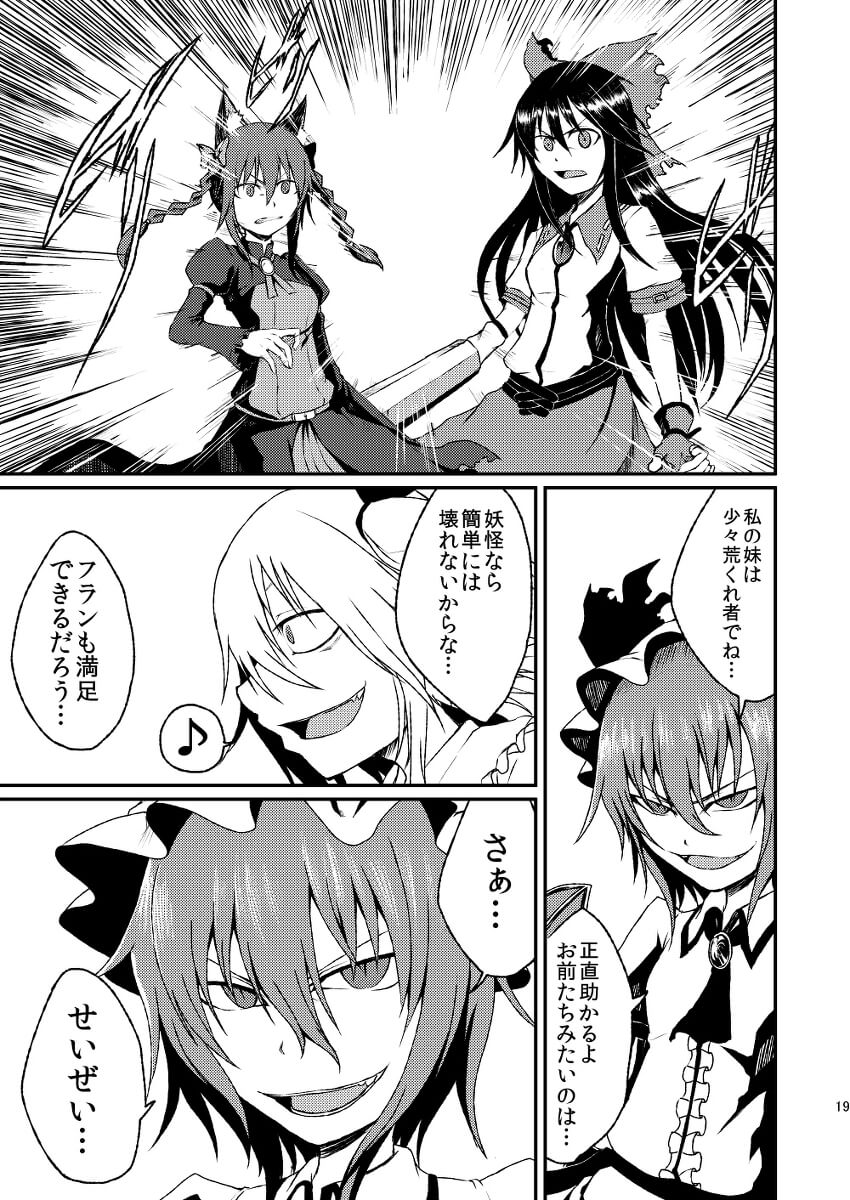 私の妹は
少々荒くれ者でね…
正直助かるよ
お前たちみたいのは…
妖怪なら
簡単には
壊れないからな…
フランも満足
できるだろう…
♪
さぁ…
せいぜい…
19